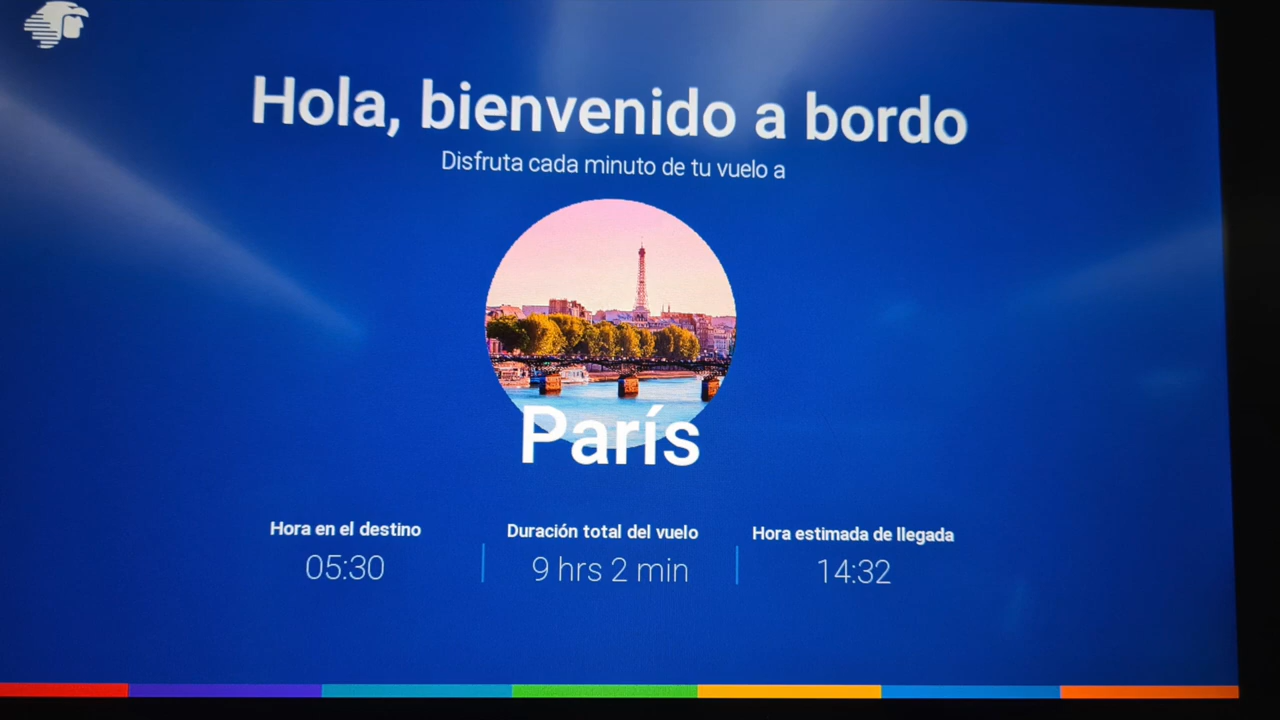 Hola, bienvenido a bordo
Disfruta cada minuto de tu vuelo a
París
Hora en el destino
05:30
Duración total del vuelo
9 hrs 2 min
Hora estimada de llegada
14:32